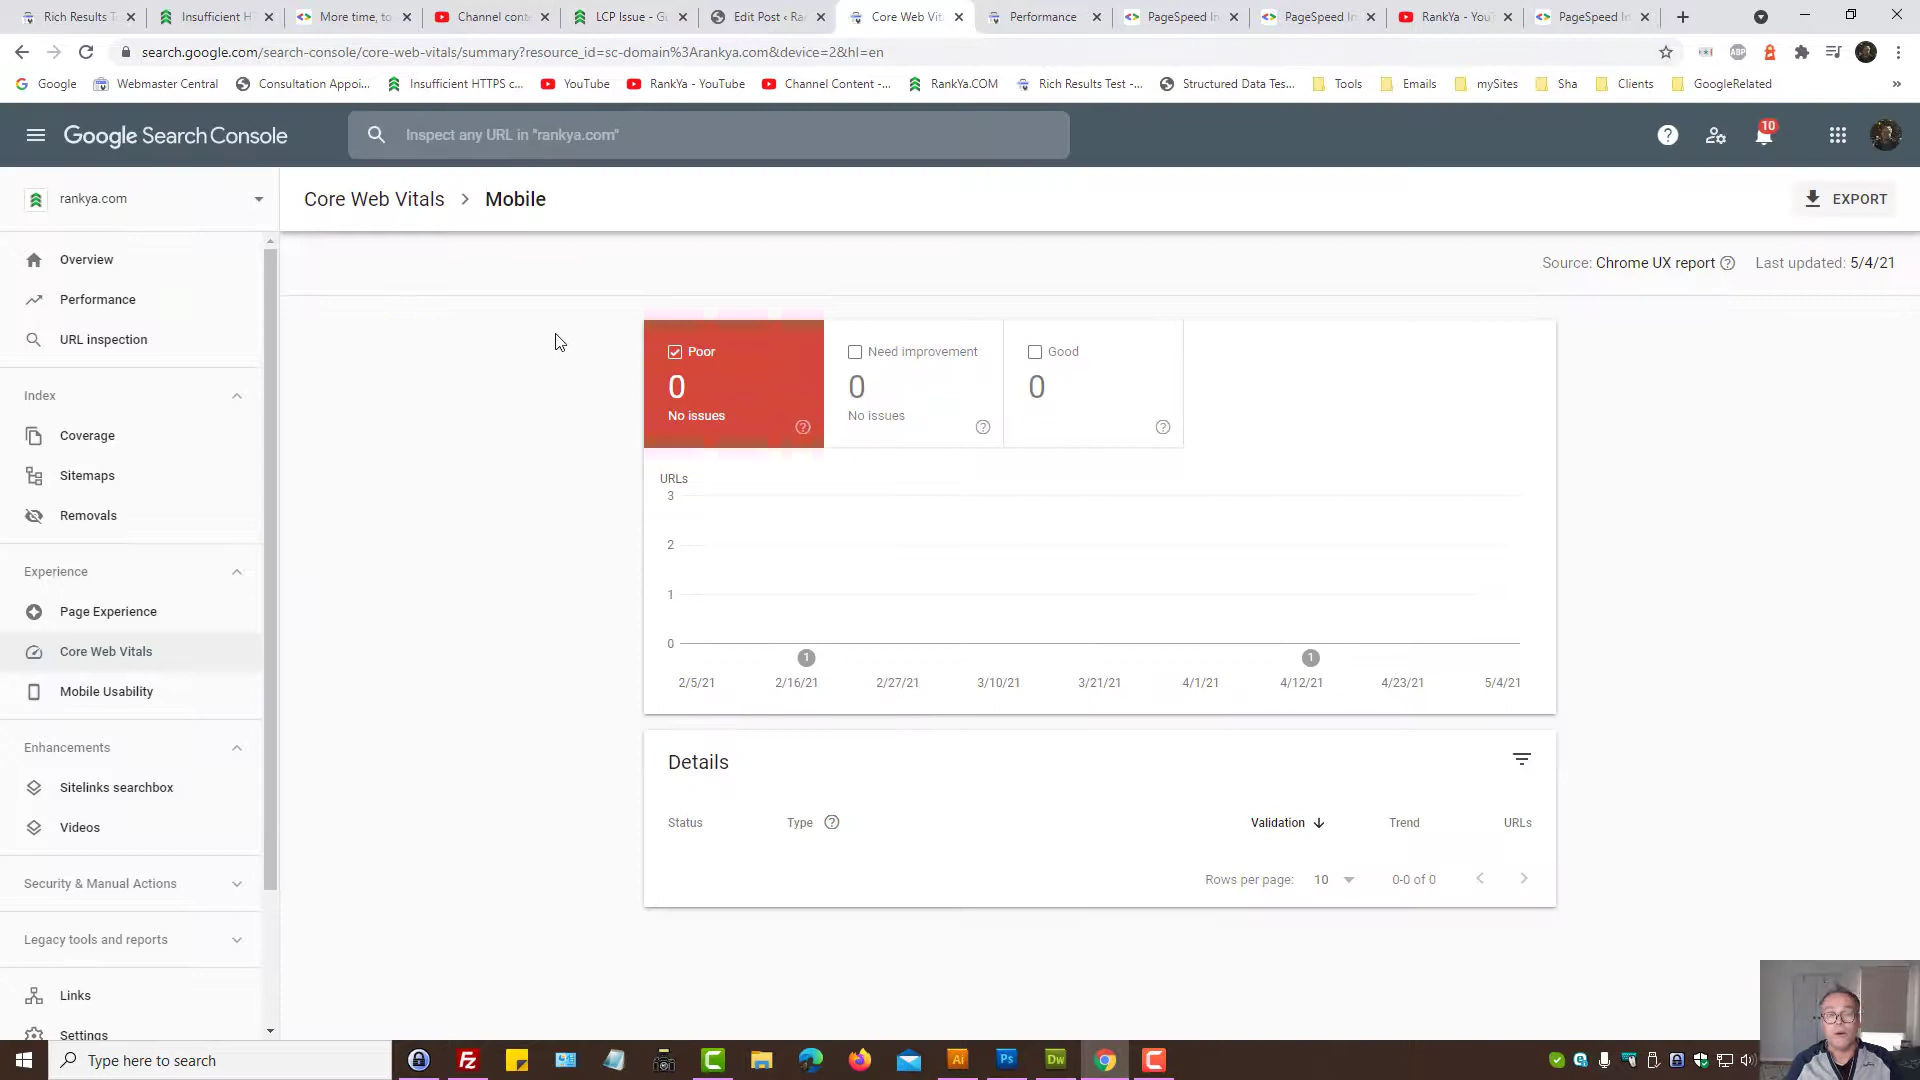 Rich Results T
Insufficient H
More time, to
Channel cont
LCP Issue - G
Edit Post ‹ Ra
Core Web Vit
Performance
PageSpeed In
PageSpeed In
RankYa - YouT
PageSpeed In
search.google.com/search-console/core-web-vitals/summary?resource_id=sc-domain%3Arankya.com&device=2&hl=en
ABP
Google
Webmaster Central
Consultation Appoi...
Insufficient HTTPS c...
YouTube
RankYa - YouTube
Channel Content -...
RankYa.COM
Rich Results Test -...
Structured Data Tes...
Tools
Emails
mySites
Sha
Clients
GoogleRelated
»
Google Search Console
Inspect any URL in "rankya.com"
10
rankya.com
Core Web Vitals > Mobile
EXPORT
Overview
Performance
URL inspection
Index
Coverage
Sitemaps
Removals
Experience
Page Experience
Core Web Vitals
Mobile Usability
Enhancements
Sitelinks searchbox
Videos
Security & Manual Actions
Legacy tools and reports
Links
Settings
Source: Chrome UX report
Last updated: 5/4/21
Poor
0
No issues
Need improvement
0
No issues
Good
0
URLs
3
2
1
0
1
1
2/5/21
2/16/21
2/27/21
3/10/21
3/21/21
4/1/21
4/12/21
4/23/21
5/4/21
Details
Status
Type
Validation
Trend
URLs
Rows per page: 10
0-0 of 0
Type here to search
Fz
Ai
Ps
Dw